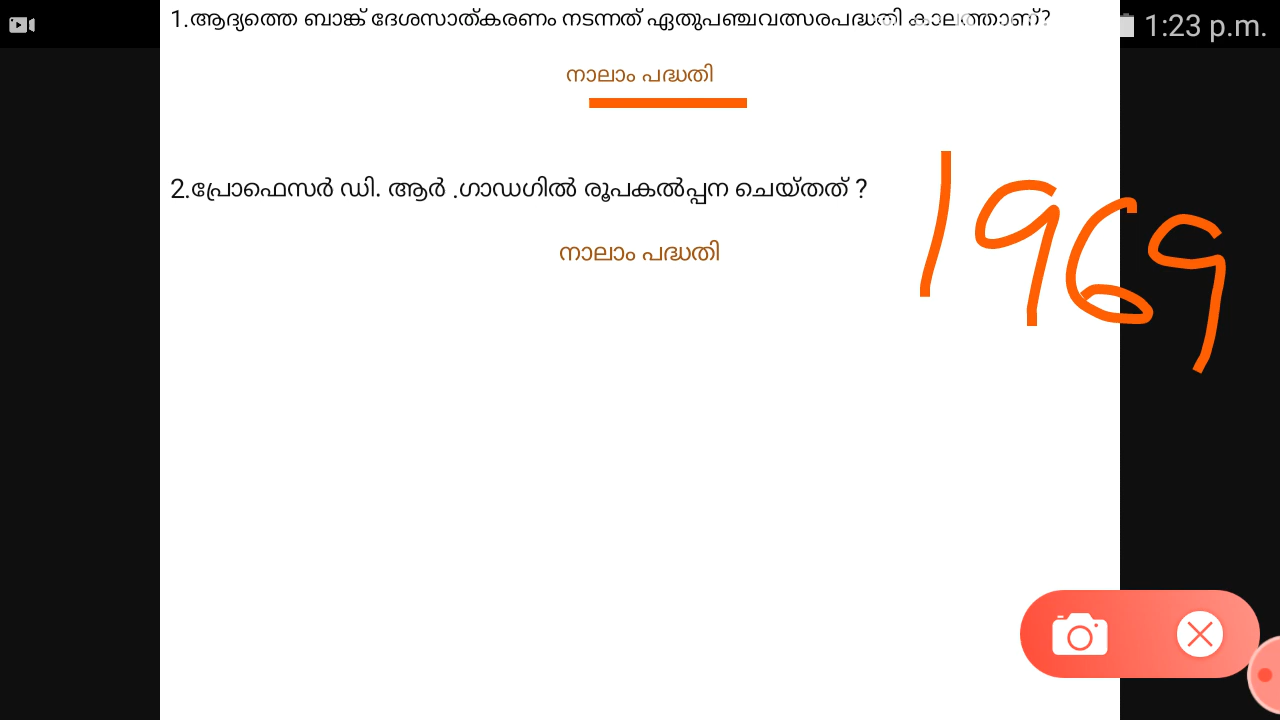 1.ആദ്യത്തെ ബാങ്ക് ദേശസാത്കരണം നടന്നത് ഏതുപഞ്ചവത്സരപദ്ധതി കാലത്താണ്?
1:23 p.m.
നാലാം പദ്ധതി
2.പ്രോഫെസർ ഡി. ആർ .ഗാഡഗിൽ രൂപകൽപ്പന ചെയ്തത് ?
1969
നാലാം പദ്ധതി